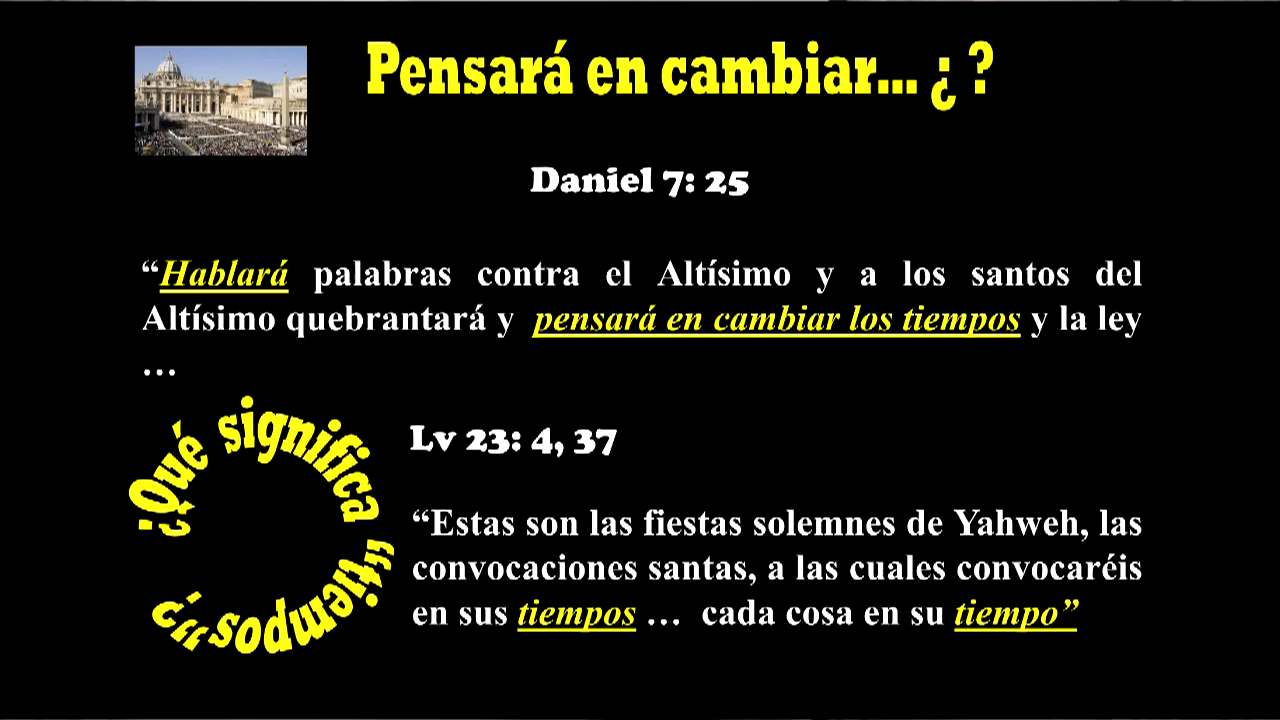 Pensará en cambiar... ¿ ?
Daniel 7: 25
“Hablará palabras contra el Altísimo y a los santos del
Altísimo quebrantará y pensará en cambiar los tiempos y la ley
…
¿Qué significa “tiempos”?
Lv 23: 4, 37
“Estas son las fiestas solemnes de Yahweh, las
convocaciones santas, a las cuales convocaréis
en sus tiempos … cada cosa en su tiempo”